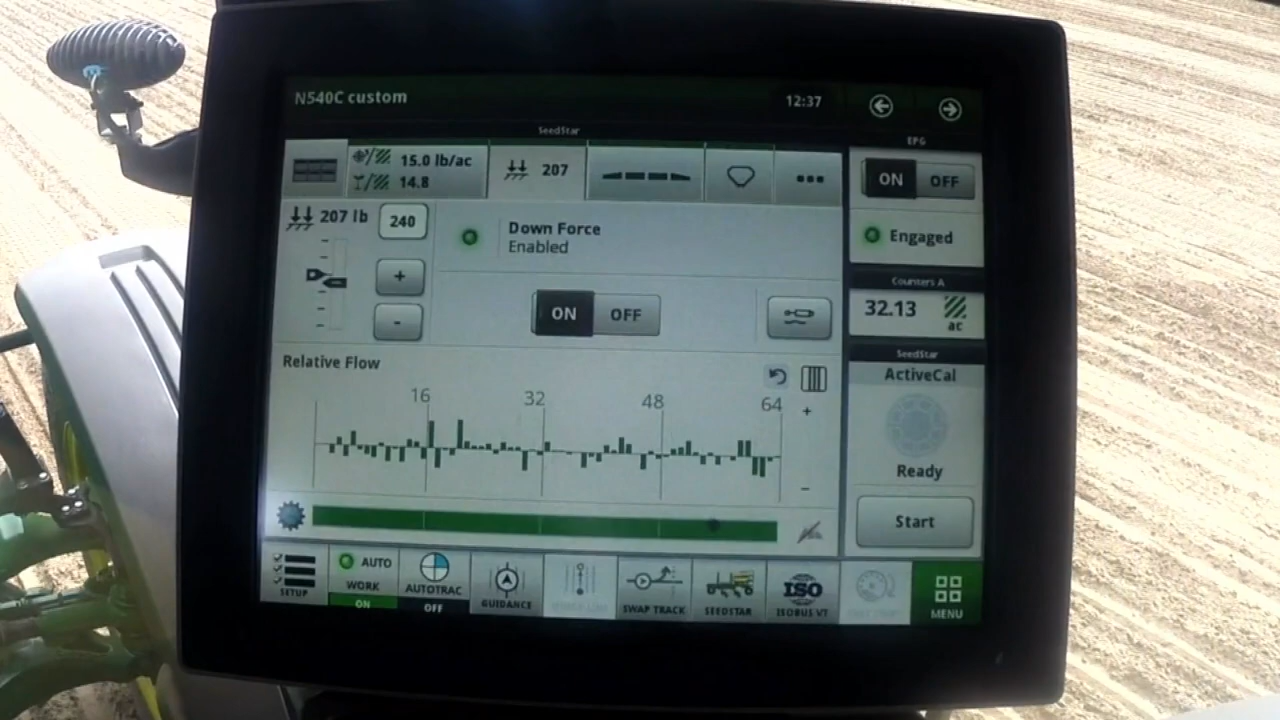 N540C custom
12:37
SeedStar
15.0 lb/ac
14.8
207
EPG
ON OFF
Engaged
207 lb
240
Down Force
Enabled
+
-
ON OFF
Counters A
32.13
ac
SeedStar
ActiveCal
Ready
Start
Relative Flow
16 32 48 64
+
-
SETUP
AUTO
WORK
ON
AUTOTRAC
OFF
GUIDANCE
SWAP TRACK
SEEDSTAR
ISO
ISOBUS VT
MENU